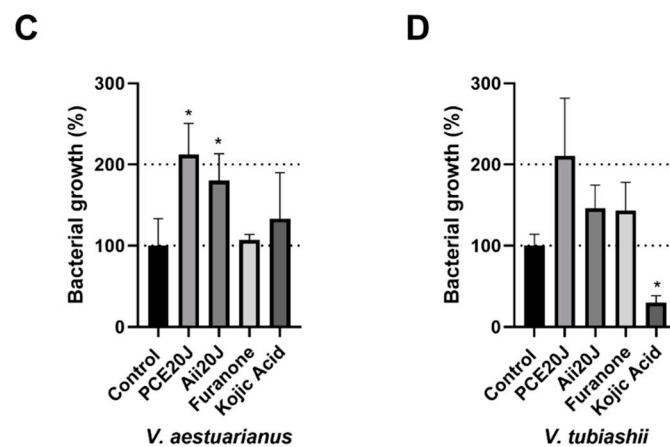 C
Bacterial growth (%)
300
200
100
0
*
*
Control
PCE20J
Aii20J
Furanone
Kojic Acid
V. aestuarianus
D
Bacterial growth (%)
300
200
100
0
*
Control
PCE20J
Aii20J
Furanone
Kojic Acid
V. tubiashii